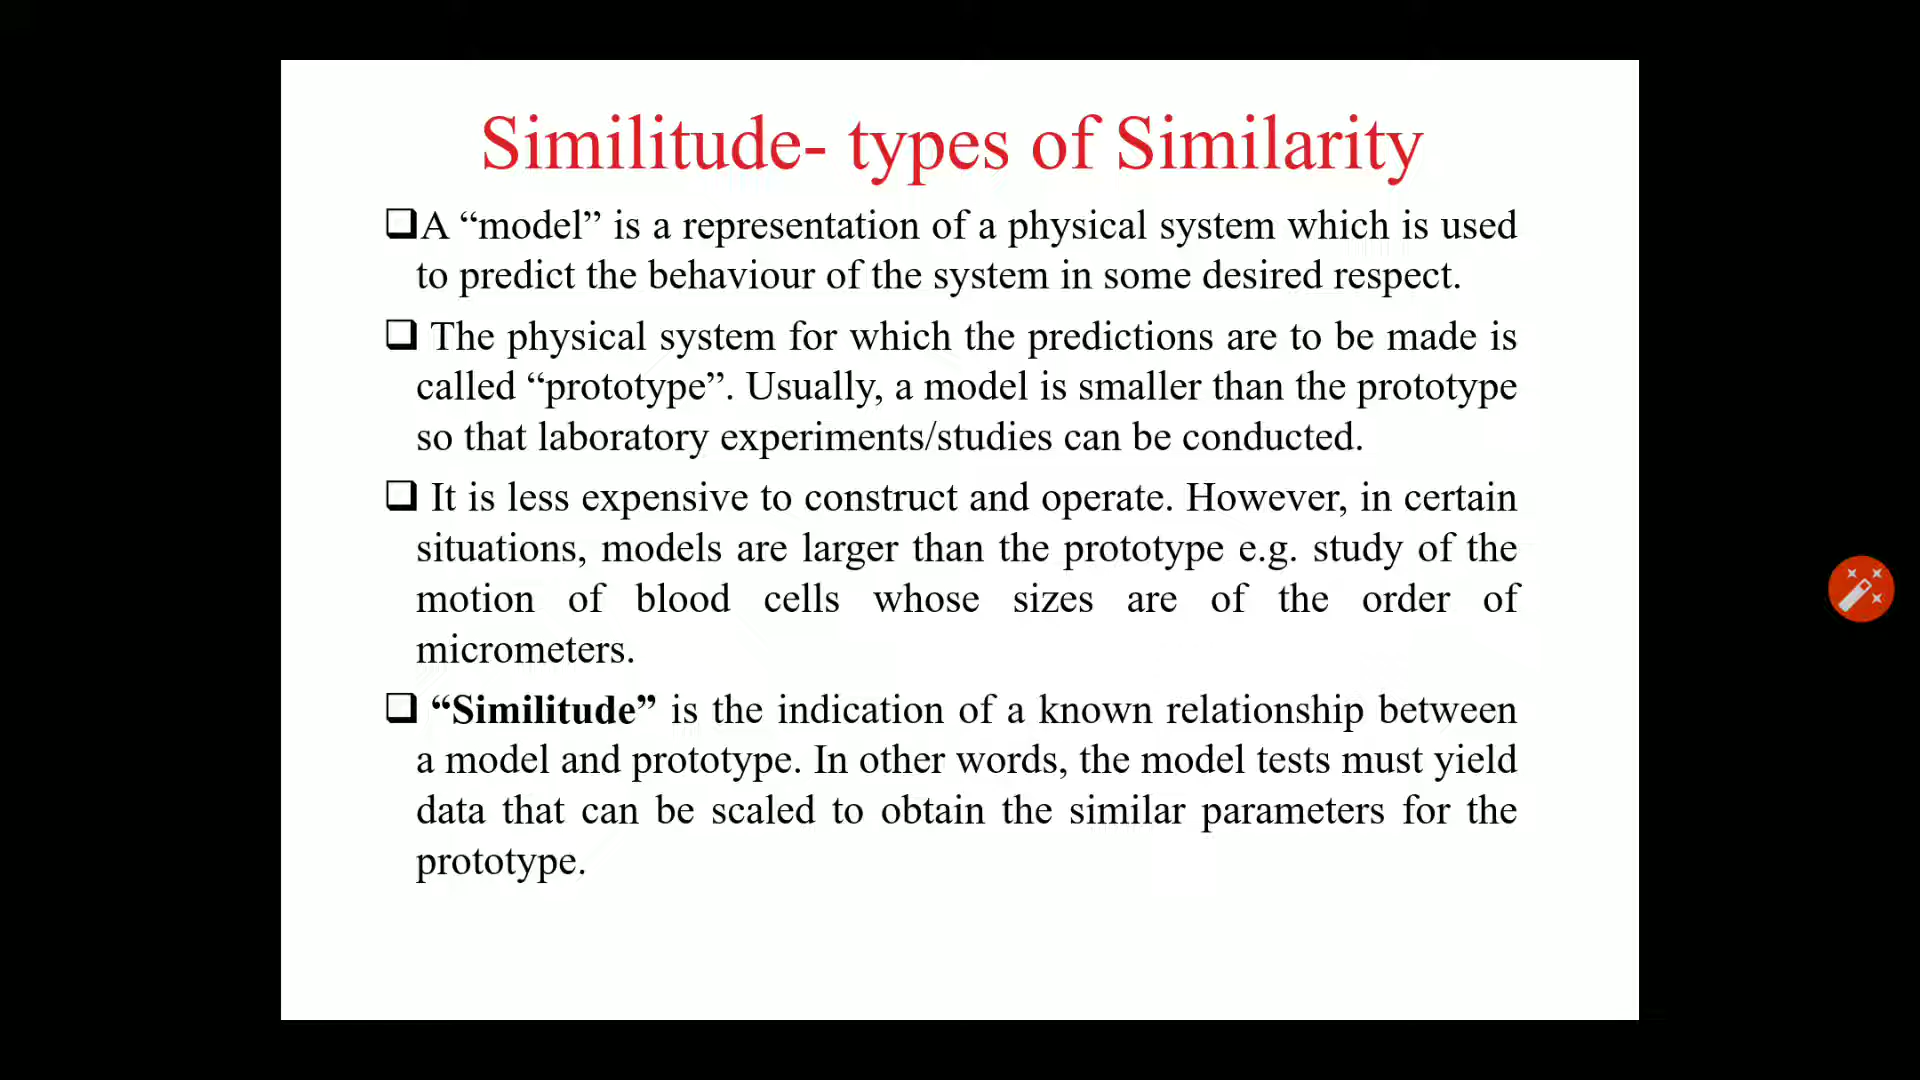 Similitude- types of Similarity
❑A “model” is a representation of a physical system which is used
to predict the behaviour of the system in some desired respect.
❑ The physical system for which the predictions are to be made is
called “prototype”. Usually, a model is smaller than the prototype
so that laboratory experiments/studies can be conducted.
❑ It is less expensive to construct and operate. However, in certain
situations, models are larger than the prototype e.g. study of the
motion of blood cells whose sizes are of the order of
micrometers.
❑ “Similitude” is the indication of a known relationship between
a model and prototype. In other words, the model tests must yield
data that can be scaled to obtain the similar parameters for the
prototype.